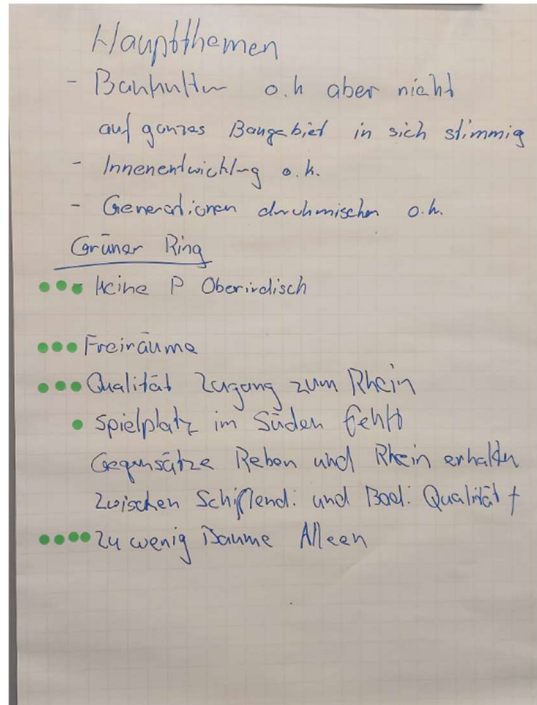 Hauptthemen
- Baukultur o.k aber nicht
auf ganzes Baugebiet in sich stimmig
- Innenentwicklung o.k.
- Generationen durchmischen o.k.
Grüner Ring
keine P Oberirdisch
Freiräume
Qualität Zugang zum Rhein
Spielplatz im Süden fehlt
Gegensätze Reben und Rhein erhalten
Zwischen Schifflendi und Badi Qualität
Zu wenig Bäume Alleen